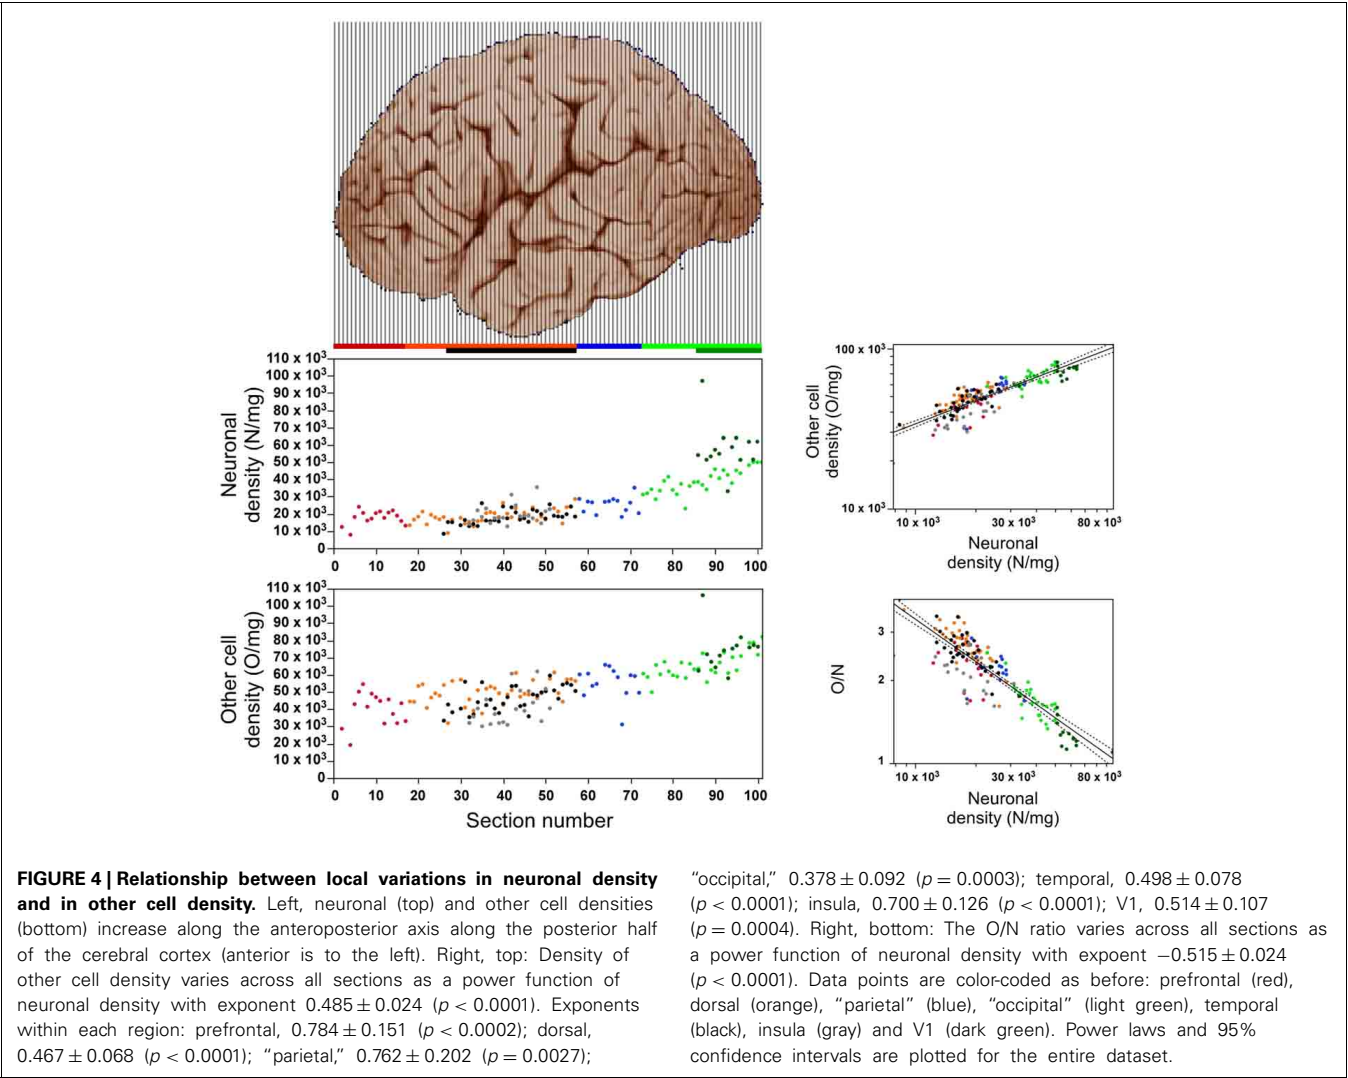 110 x 10³
100 x 10³
90 x 10³
80 x 10³
70 x 10³
60 x 10³
50 x 10³
40 x 10³
30 x 10³
20 x 10³
10 x 10³
0
Neuronal
density (N/mg)
0 10 20 30 40 50 60 70 80 90 100
110 x 10³
100 x 10³
90 x 10³
80 x 10³
70 x 10³
60 x 10³
50 x 10³
40 x 10³
30 x 10³
20 x 10³
10 x 10³
0
Other cell
density (O/mg)
0 10 20 30 40 50 60 70 80 90 100
Section number
100 x 10³
10 x 10³
Other cell
density (O/mg)
10 x 10³ 30 x 10³ 80 x 10³
Neuronal
density (N/mg)
3
2
1
O/N
10 x 10³ 30 x 10³ 80 x 10³
Neuronal
density (N/mg)
FIGURE 4 | Relationship between local variations in neuronal density
and in other cell density. Left, neuronal (top) and other cell densities
(bottom) increase along the anteroposterior axis along the posterior half
of the cerebral cortex (anterior is to the left). Right, top: Density of
other cell density varies across all sections as a power function of
neuronal density with exponent 0.485 ± 0.024 (p < 0.0001). Exponents
within each region: prefrontal, 0.784 ± 0.151 (p < 0.0002); dorsal,
0.467 ± 0.068 (p < 0.0001); “parietal,” 0.762 ± 0.202 (p = 0.0027);
“occipital,” 0.378 ± 0.092 (p = 0.0003); temporal, 0.498 ± 0.078
(p < 0.0001); insula, 0.700 ± 0.126 (p < 0.0001); V1, 0.514 ± 0.107
(p = 0.0004). Right, bottom: The O/N ratio varies across all sections as
a power function of neuronal density with expoent −0.515 ± 0.024
(p < 0.0001). Data points are color-coded as before: prefrontal (red),
dorsal (orange), “parietal” (blue), “occipital” (light green), temporal
(black), insula (gray) and V1 (dark green). Power laws and 95%
confidence intervals are plotted for the entire dataset.